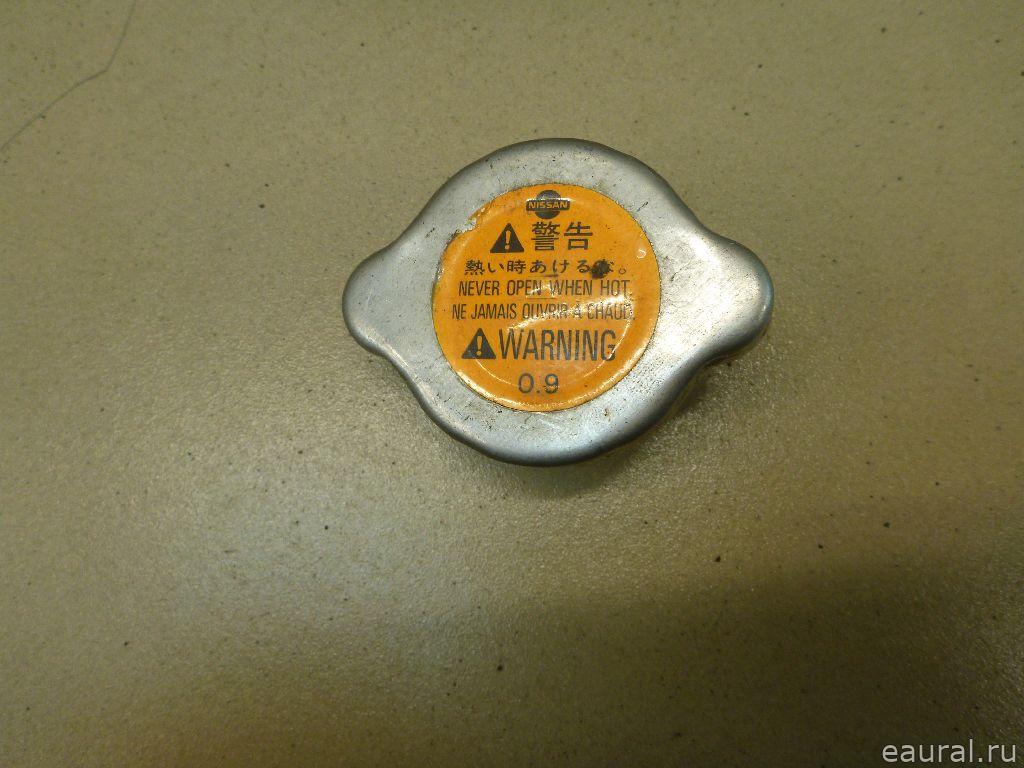 NISSAN
警告
熱い時あけるな。
NEVER OPEN WHEN HOT.
NE JAMAIS OUVRIR À CHAUD.
WARNING
0.9
eaural.ru